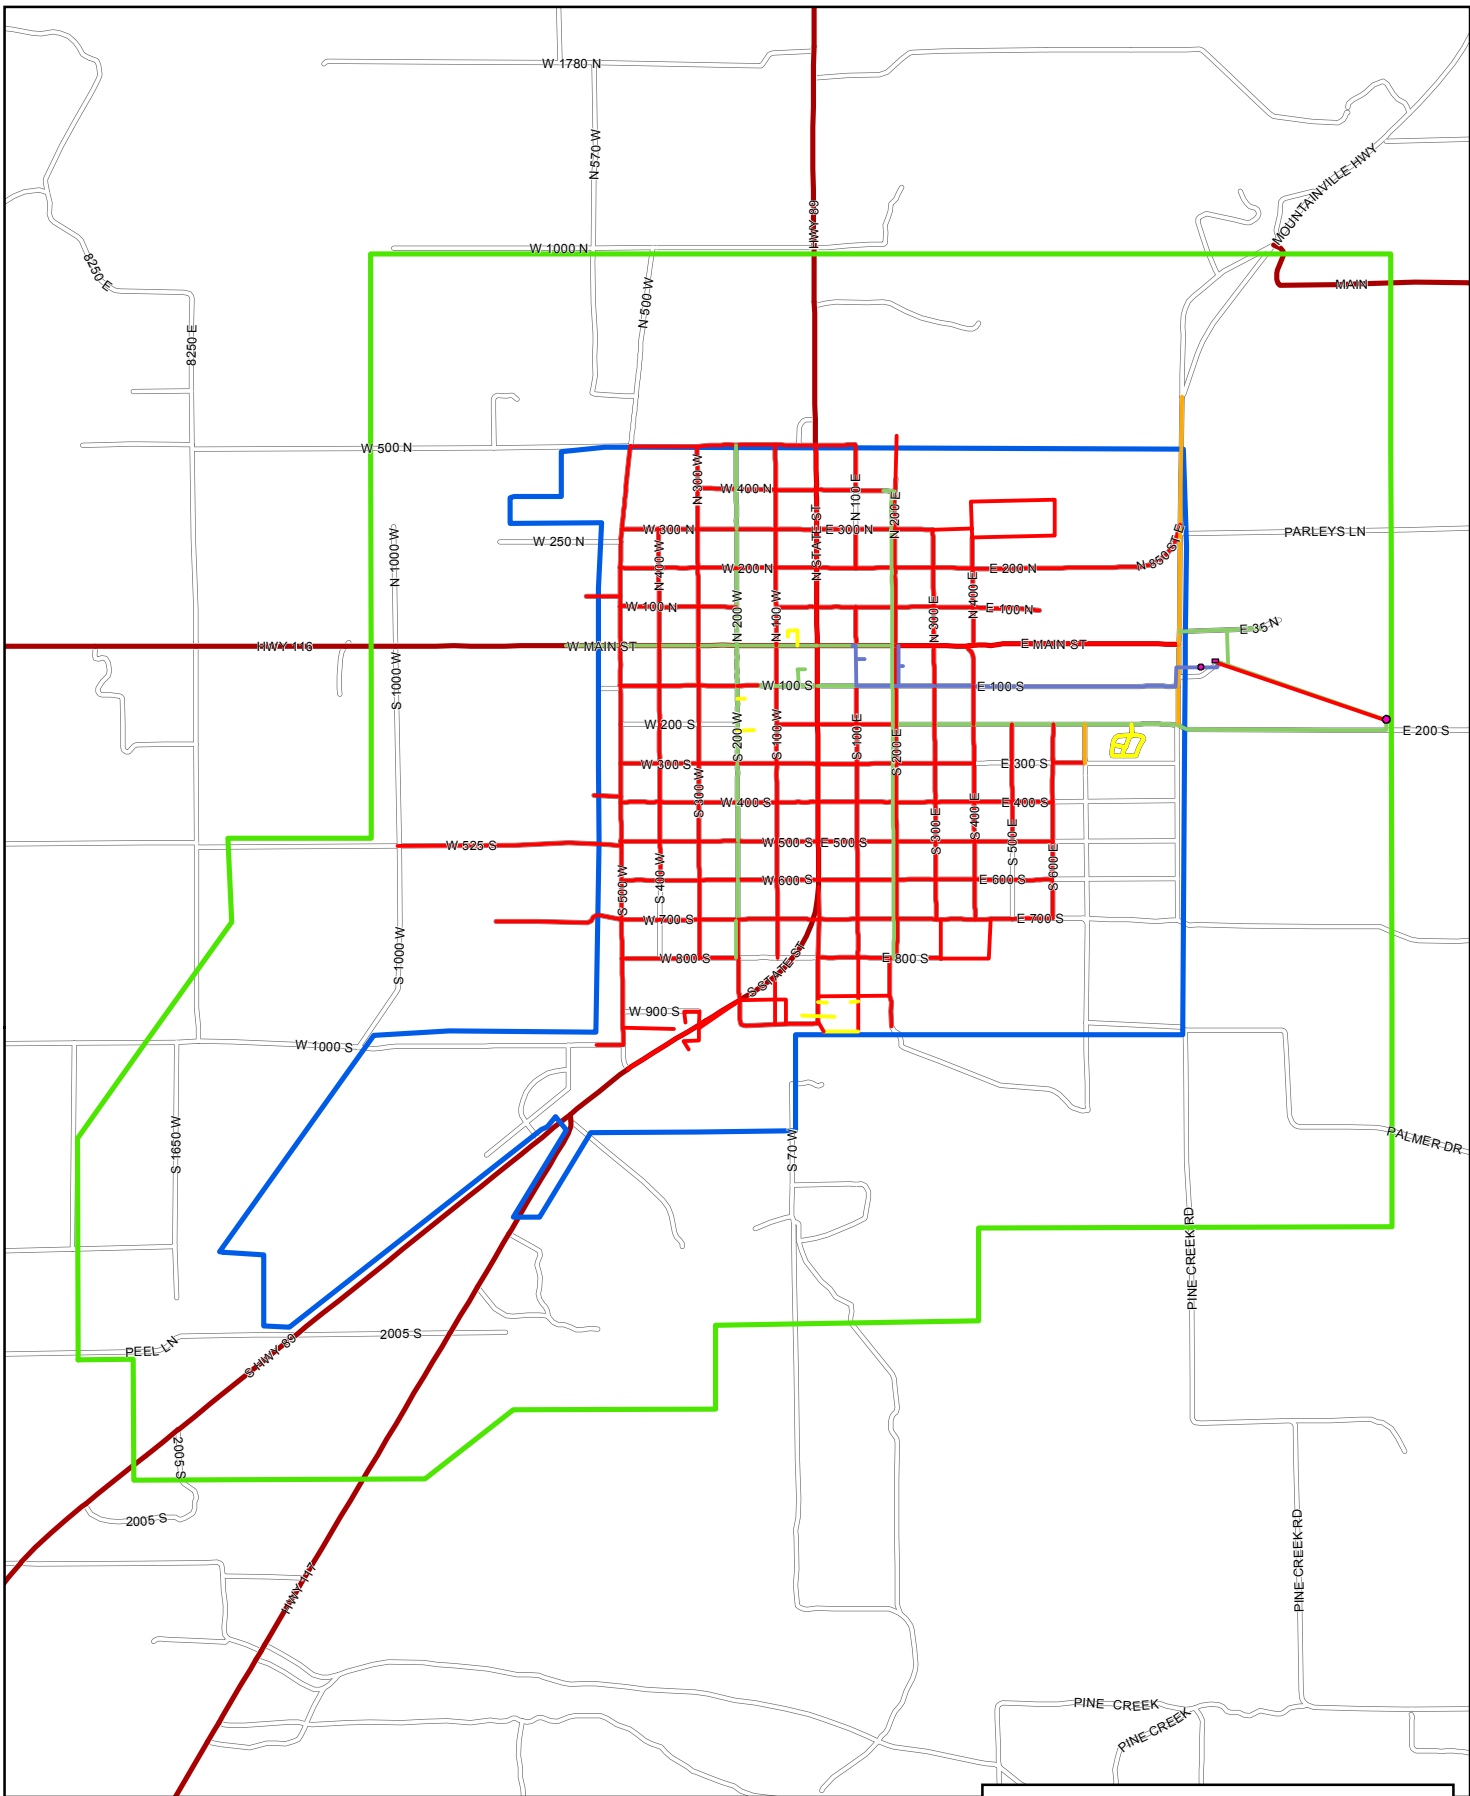 W 1780 N
N 570 W
MOUNTAINVILLE HWY
HWY 89
W 1000 N
8250 E
MAIN
N 500 W
8250 E
W 500 N
N 300 W
W 400 N
N 100 E
N 200 E
W 300 N
E 300 N
N STATE ST
PARLEYS LN
W 250 N
N 850 ST E
N 1000 W
N 400 W
W 200 N
E 200 N
N 400 E
W 100 N
N 200 W
N 100 W
N 300 E
E 100 N
E 35 N
HWY 116
W MAIN ST
E MAIN ST
S 1000 W
W 100 S
E 100 S
W 200 S
S 200 W
S 100 W
S 100 E
S 200 E
E 200 S
W 300 S
E 300 S
S 300 W
W 400 S
E 400 S
S 300 E
S 400 E
W 525 S
W 500 S
E 500 S
S 500 E
S 400 W
S 600 E
W 600 S
E 600 S
S 500 W
W 700 S
E 700 S
S 1000 W
W 800 S
E 800 S
S STATE ST
W 900 S
W 1000 S
S 1650 W
S 70 W
PALMER DR
PINE CREEK RD
2005 S
PEEL LN
S HWY 89
2005 S
2005 S
HWY 117
PINE CREEK RD
PINE CREEK
PINE CREEK